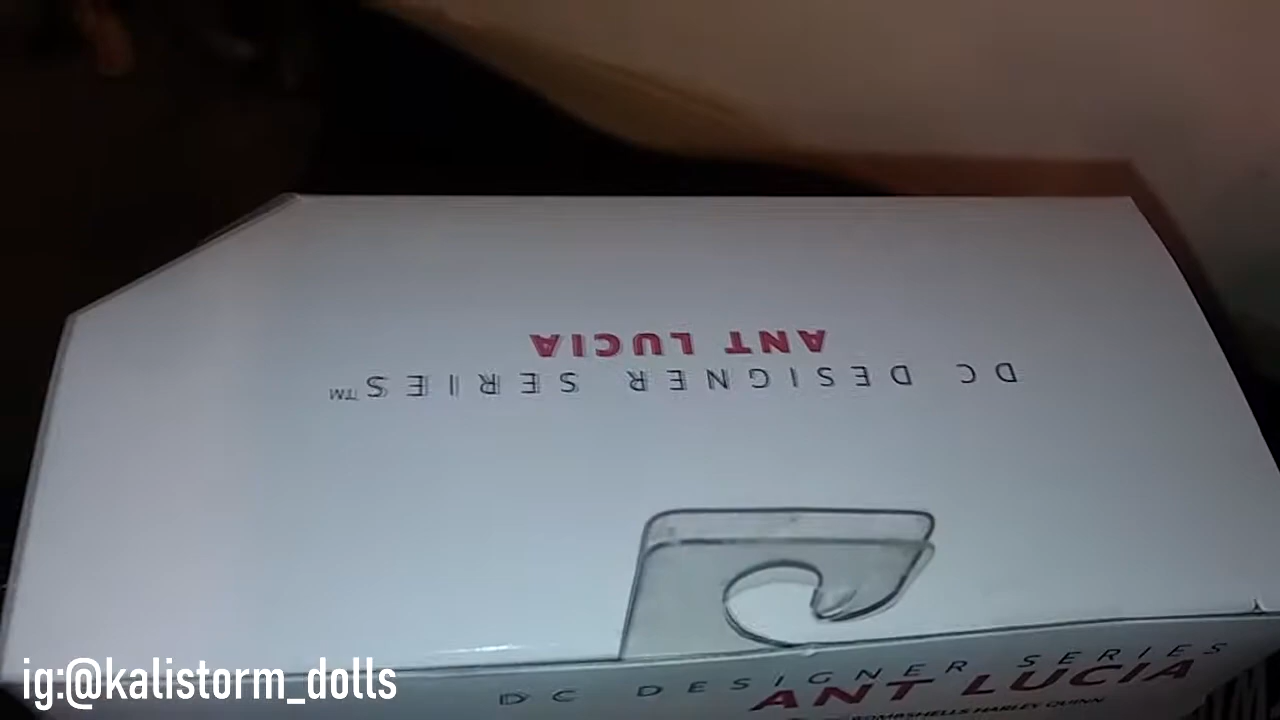 DC DESIGNER SERIES™
ANT LUCIA
DC DESIGNER SERIES
ANT LUCIA
BOMBSHELLS HARLEY QUINN
ig:@kalistorm_dolls